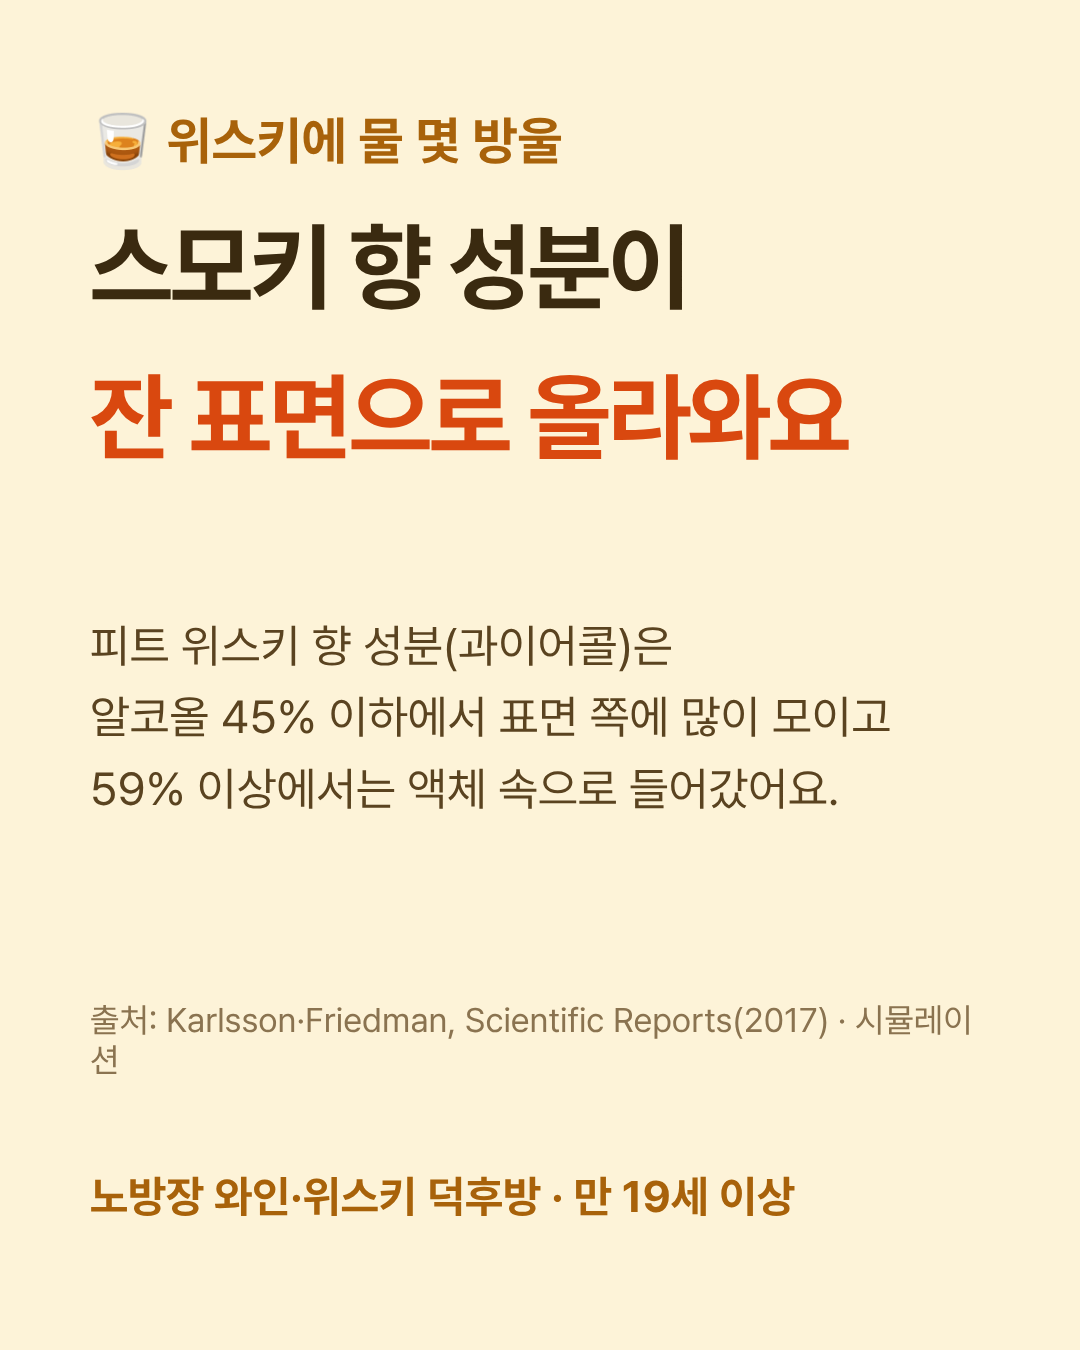 위스키에 물 몇 방울
스모키 향 성분이
잔 표면으로 올라와요
피트 위스키 향 성분(과이어콜)은
알코올 45% 이하에서 표면 쪽에 많이 모이고
59% 이상에서는 액체 속으로 들어갔어요.
출처: Karlsson·Friedman, Scientific Reports(2017) · 시뮬레이
션
노방장 와인·위스키 덕후방 · 만 19세 이상